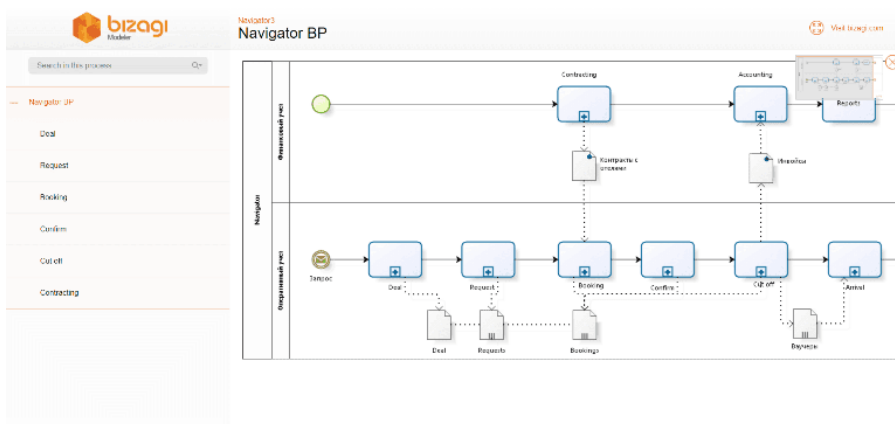 bizagi
Modeler
Navigator3
Navigator BP
Visit bizagi.com
Search in this process
Navigator BP
Deal
Request
Booking
Confirm
Cut off
Contracting
Navigator
Финансовый учет
Contracting
Accounting
Reports
Контракты с
отелями
Инвойсы
Оперативный учет
Запрос
Deal
Request
Booking
Confirm
Cut off
Arrival
Deal
Requests
Bookings
Ваучеры